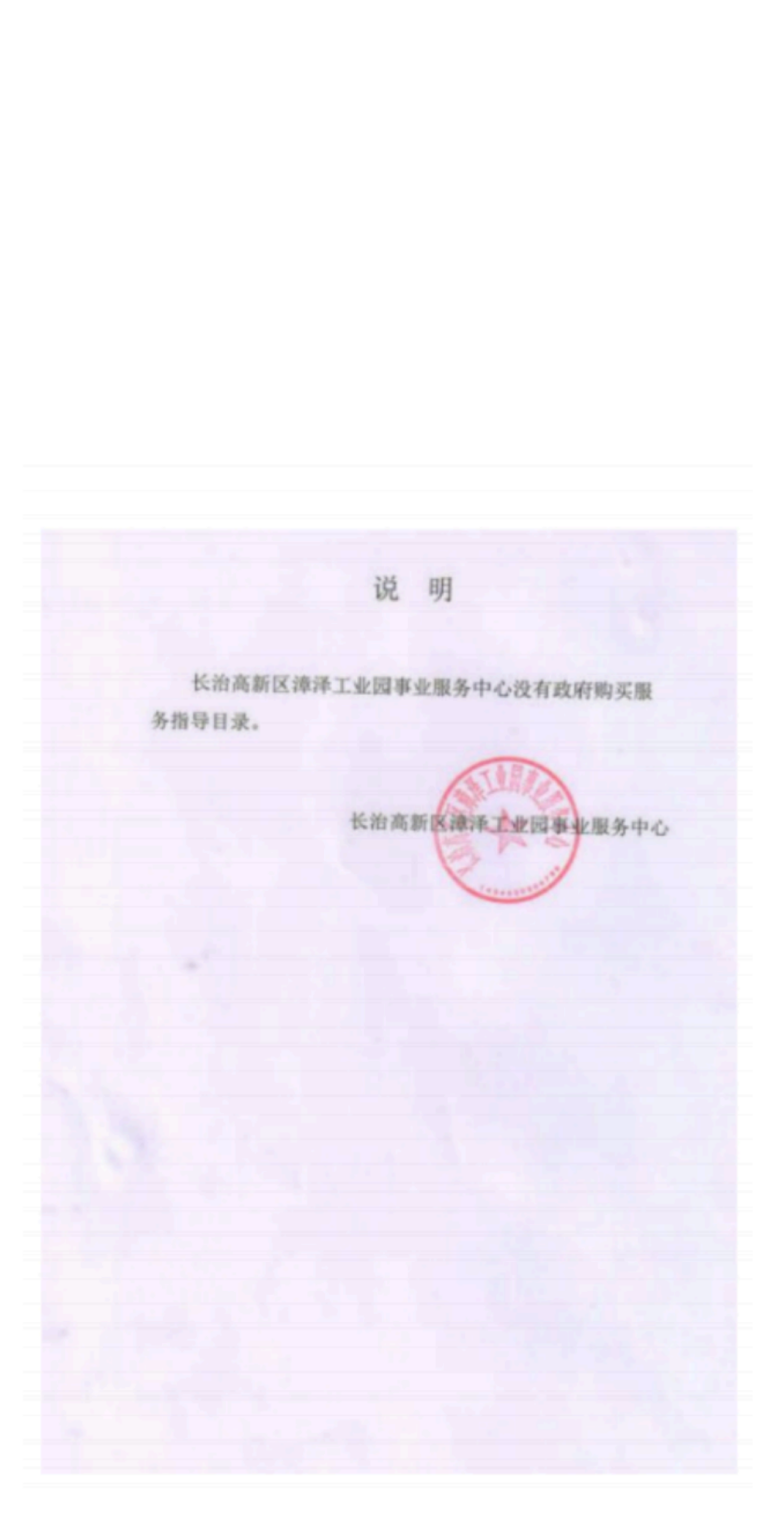 说 明
长治高新区漳泽工业园事业服务中心没有政府购买服
务指导目录。
长治高新区漳泽工业园事业服务中心